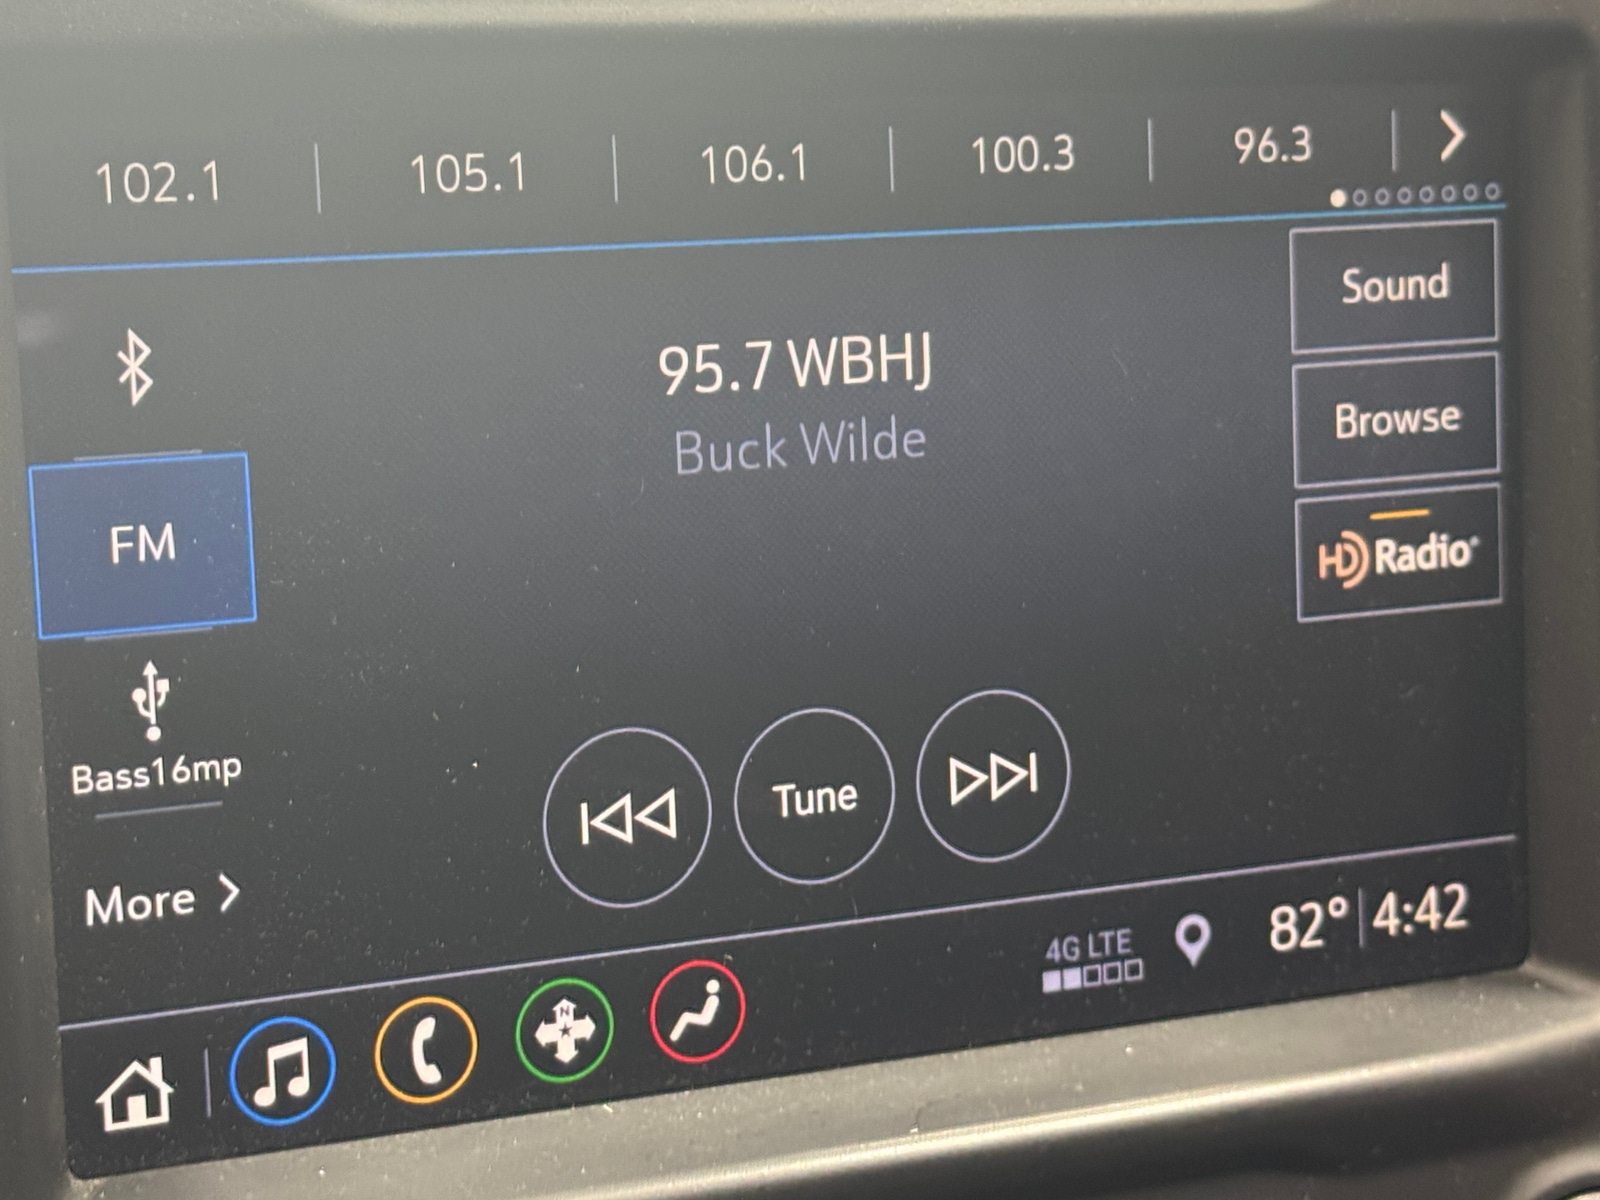 102.1
105.1
106.1
100.3
96.3
Sound
95.7 WBHJ
Buck Wilde
Browse
FM
HD Radio
Bass16mp
Tune
More
4G LTE
82° 4:42
N